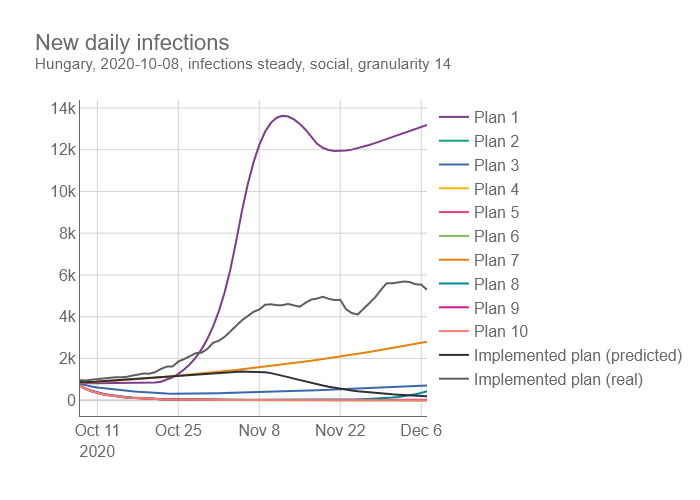 New daily infections
Hungary, 2020-10-08, infections steady, social, granularity 14
14k
12k
10k
8k
6k
4k
2k
0
Oct 11
2020
Oct 25
Nov 8
Nov 22
Dec 6
Plan 1
Plan 2
Plan 3
Plan 4
Plan 5
Plan 6
Plan 7
Plan 8
Plan 9
Plan 10
Implemented plan (predicted)
Implemented plan (real)